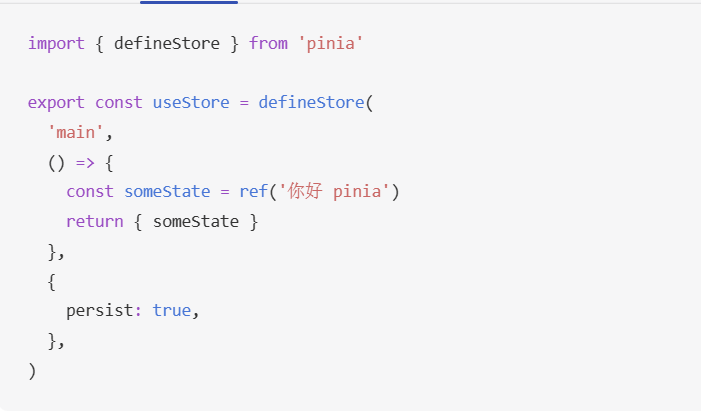 import { defineStore } from 'pinia'
export const useStore = defineStore(
'main',
() => {
const someState = ref('你好 pinia')
return { someState }
},
{
persist: true,
},
)